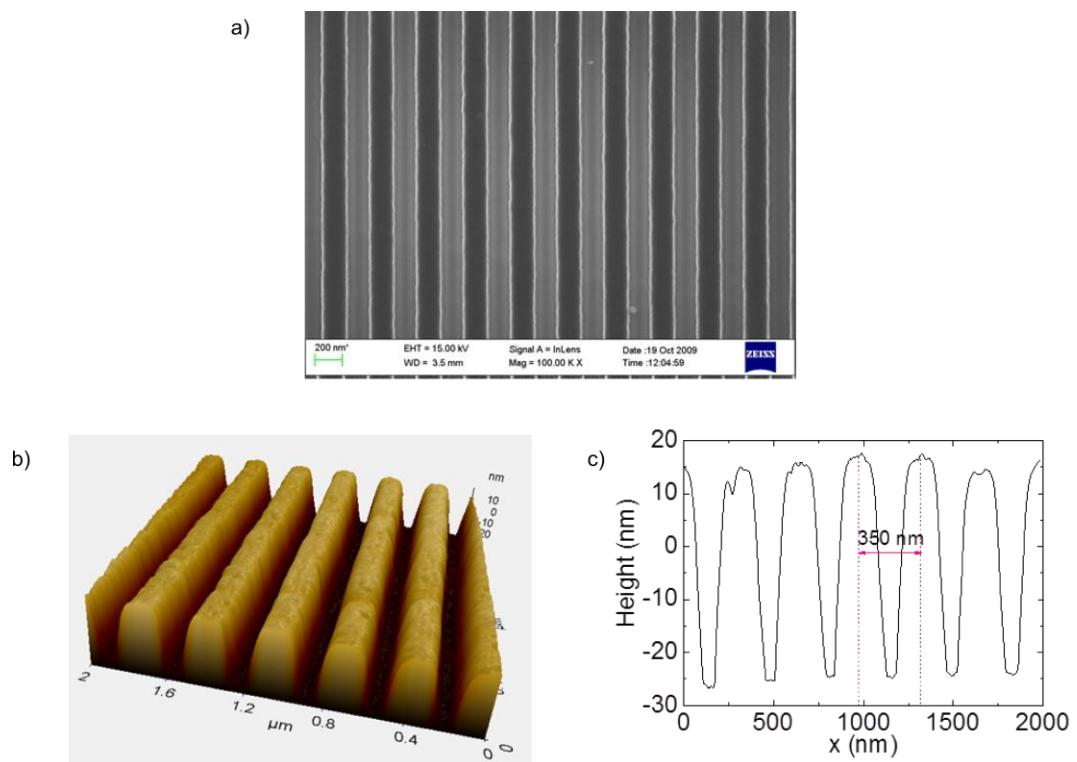 a)
200 nm*
EHT = 15.00 kV
WD = 3.5 mm
Signal A = InLens
Mag = 100.00 K X
Date :19 Oct 2009
Time :12:04:59
ZEISS
b)
nm
10
0
-10
20
2
1.6
1.2
0.8
0.4
0
0
µm
c)
20
10
0
-10
-20
-30
Height (nm)
350 nm
0
500
1000
1500
2000
x (nm)